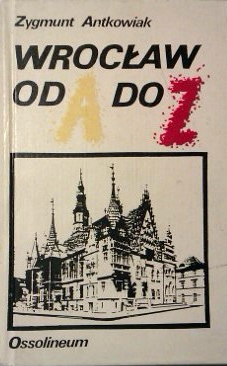 Zygmunt Antkowiak
WROCŁAW
OD A DO Z
Ossolineum